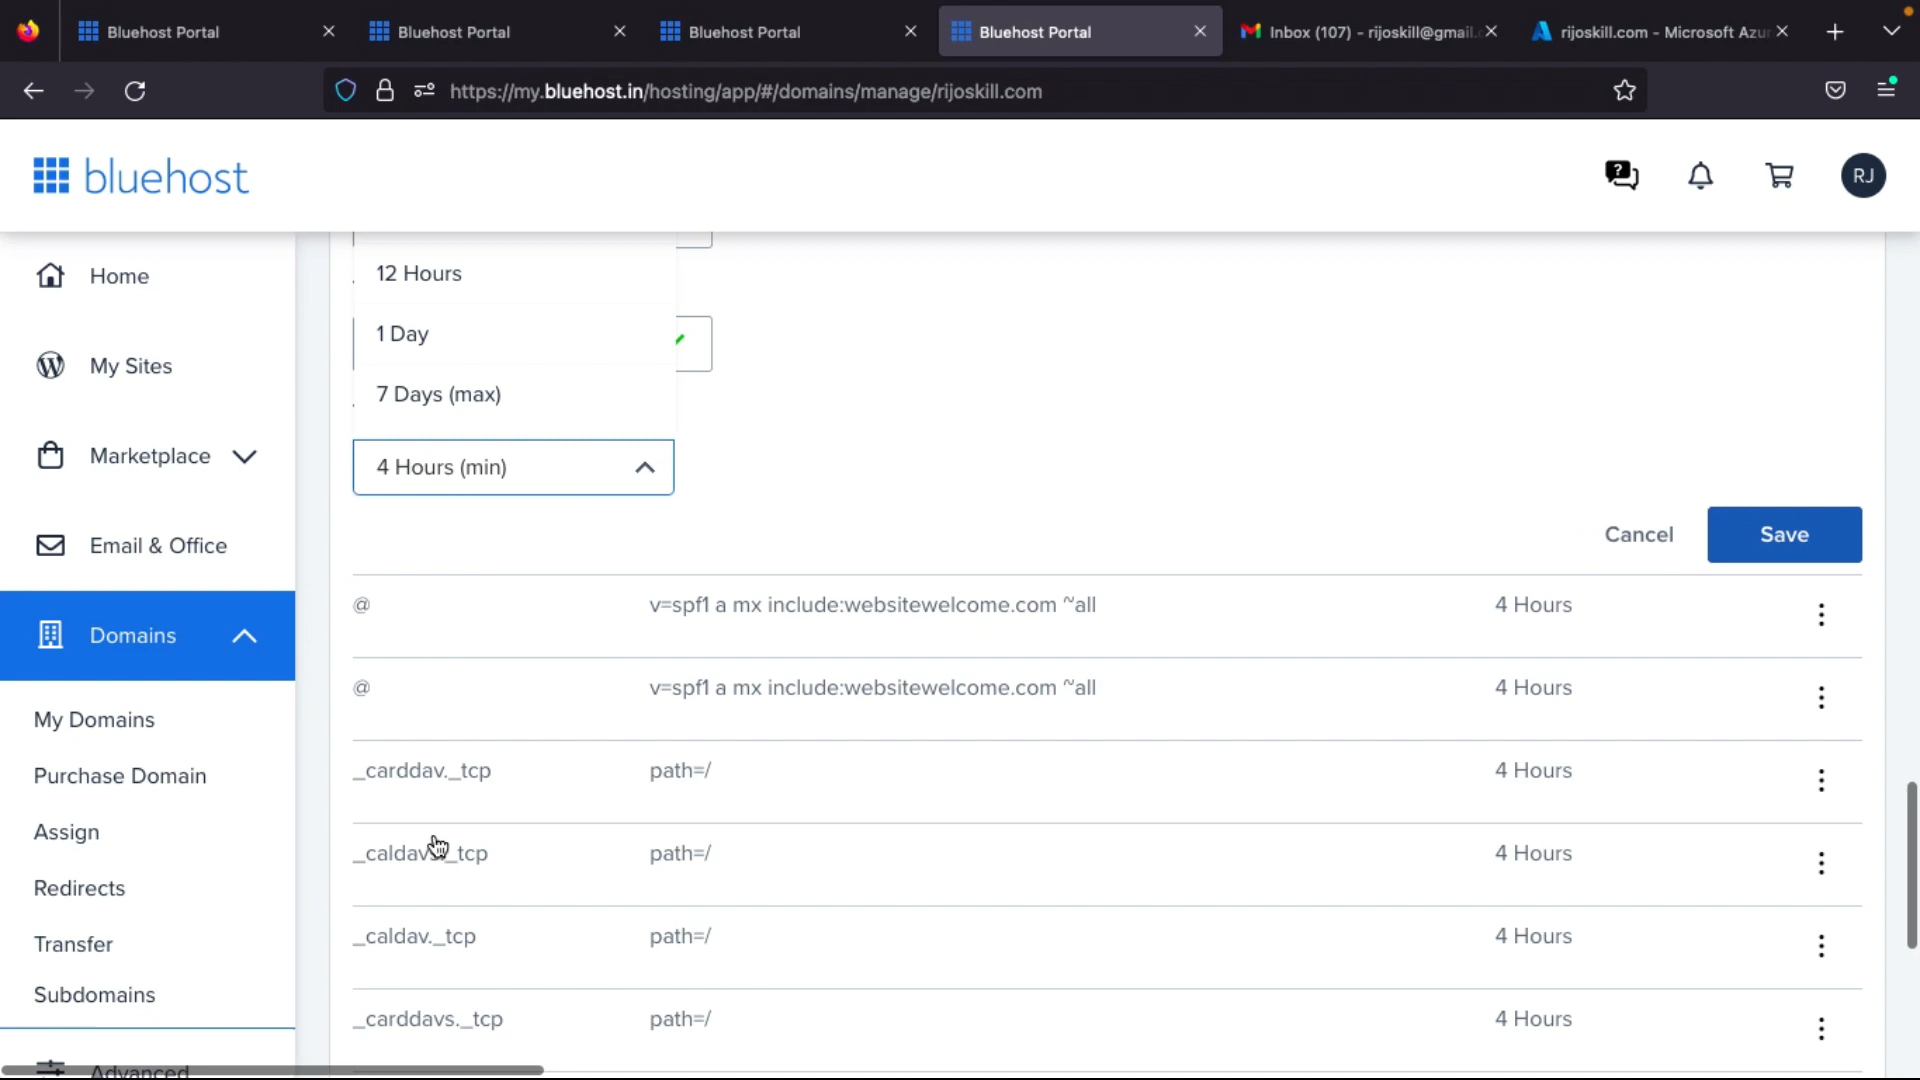 Bluehost Portal
Bluehost Portal
Bluehost Portal
Bluehost Portal
Inbox (107) - rijoskill@gmail.c
rijoskill.com - Microsoft Azur
https://my.bluehost.in/hosting/app/#/domains/manage/rijoskill.com
bluehost
RJ
Home
My Sites
Marketplace
Email & Office
Domains
My Domains
Purchase Domain
Assign
Redirects
Transfer
Subdomains
Advanced
12 Hours
1 Day
7 Days (max)
4 Hours (min)
Cancel Save
@ v=spf1 a mx include:websitewelcome.com ~all 4 Hours
@ v=spf1 a mx include:websitewelcome.com ~all 4 Hours
_carddav._tcp path=/ 4 Hours
_caldavs._tcp path=/ 4 Hours
_caldav._tcp path=/ 4 Hours
_carddavs._tcp path=/ 4 Hours